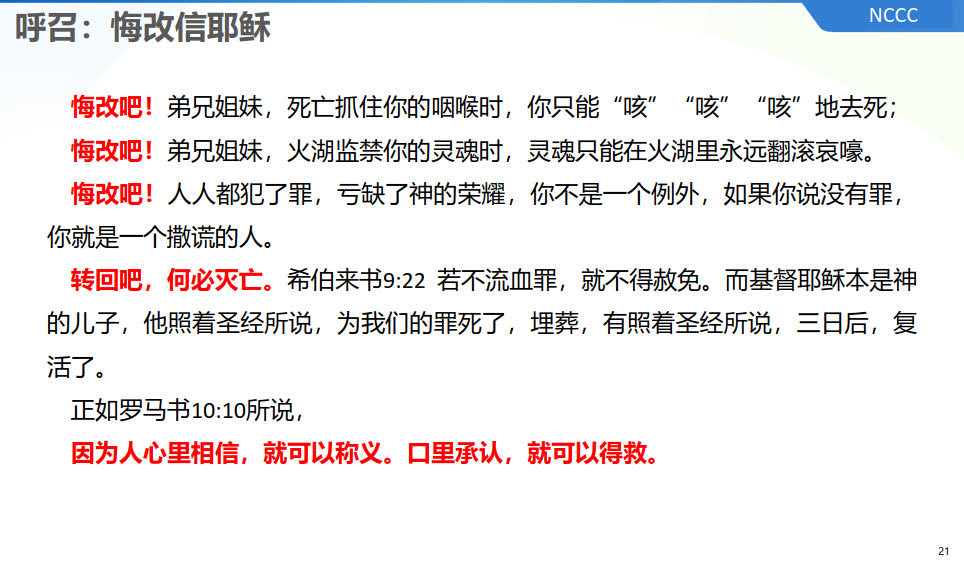 NCCC
呼召：悔改信耶稣
悔改吧！弟兄姐妹，死亡抓住你的咽喉时，你只能“咳”“咳”“咳”地去死；
悔改吧！弟兄姐妹，火湖监禁你的灵魂时，灵魂只能在火湖里永远翻滚哀嚎。
悔改吧！人人都犯了罪，亏缺了神的荣耀，你不是一个例外，如果你说没有罪，
你就是一个撒谎的人。
转回吧，何必灭亡。希伯来书9:22 若不流血罪，就不得赦免。而基督耶稣本是神
的儿子，他照着圣经所说，为我们的罪死了，埋葬，有照着圣经所说，三日后，复
活了。
正如罗马书10:10所说，
因为人心里相信，就可以称义。口里承认，就可以得救。
21